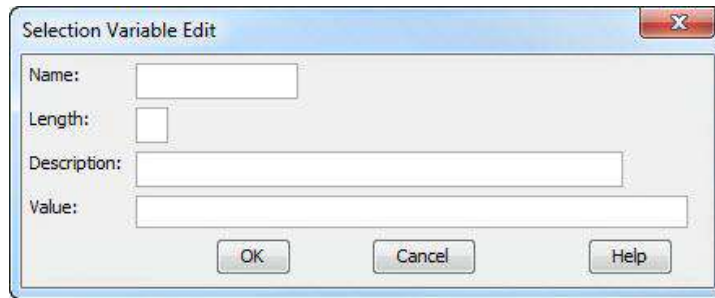 Selection Variable Edit
Name:
Length:
Description:
Value:
OK Cancel Help